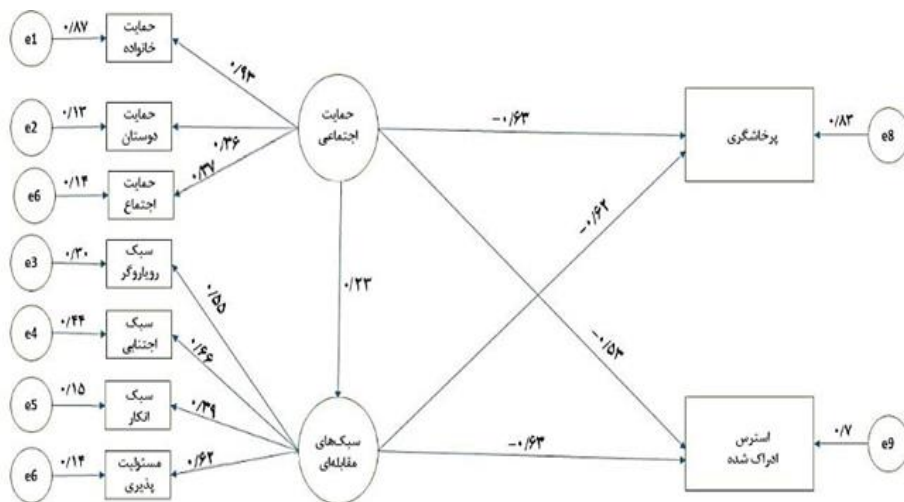 e1
۰/۸۷
حمایت
خانواده
۰/۹۳
e2
۰/۱۳
حمایت
دوستان
۰/۳۶
e6
۰/۱۴
حمایت
اجتماع
۰/۳۷
حمایت
اجتماعی
-۰/۶۳
پرخاشگری
۰/۸۳
e8
-۰/۶۲
-۰/۵۳
۰/۲۳
e3
۰/۳۰
سبک
رویاروگر
۰/۵۵
e4
۰/۴۴
سبک
اجتنابی
۰/۶۶
e5
۰/۱۵
سبک
انکار
۰/۳۹
e6
۰/۱۴
مسئولیت
پذیری
۰/۶۲
سبک‌های
مقابله‌ای
-۰/۶۳
استرس
ادراک شده
۰/۷
e9